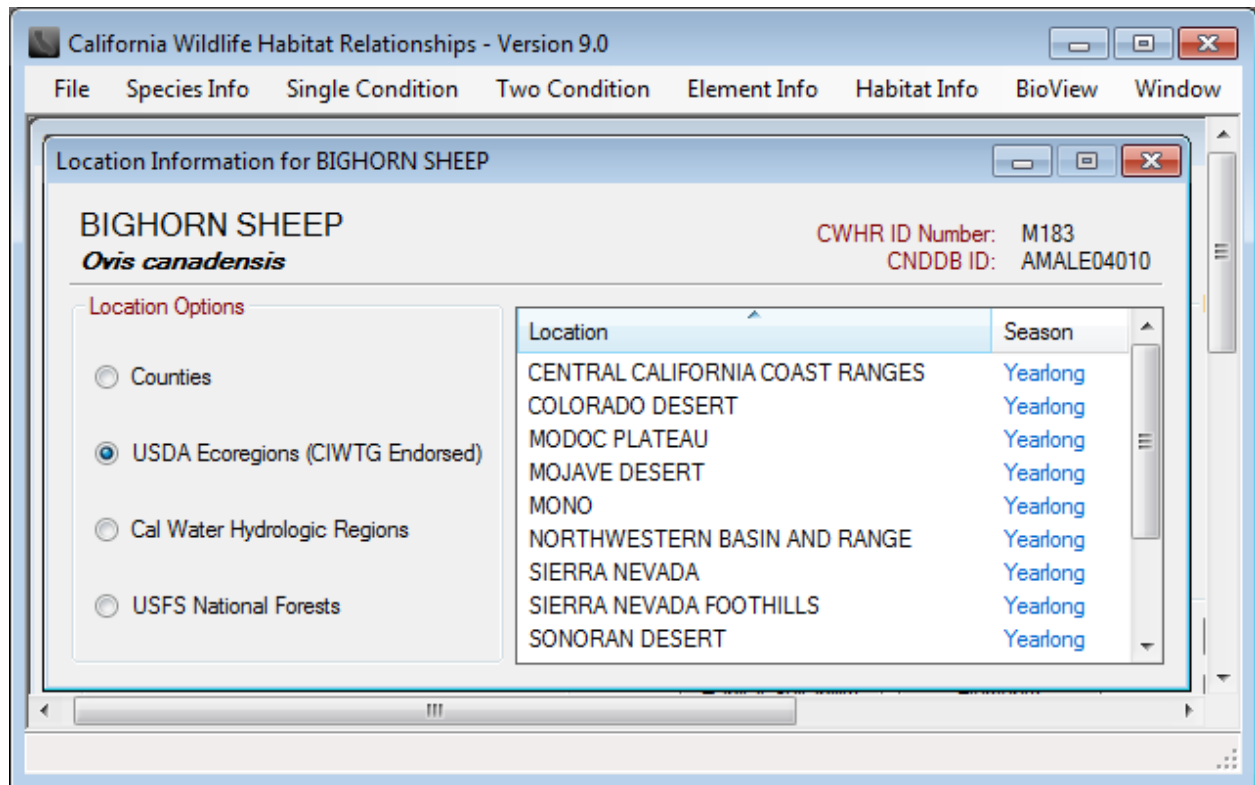 California Wildlife Habitat Relationships - Version 9.0
File Species Info Single Condition Two Condition Element Info Habitat Info BioView Window
Location Information for BIGHORN SHEEP
BIGHORN SHEEP
Ovis canadensis
CWHR ID Number: M183
CNDDB ID: AMALE04010
Location Options
Counties
USDA Ecoregions (CIWTG Endorsed)
Cal Water Hydrologic Regions
USFS National Forests
Location Season
CENTRAL CALIFORNIA COAST RANGES Yearlong
COLORADO DESERT Yearlong
MODOC PLATEAU Yearlong
MOJAVE DESERT Yearlong
MONO Yearlong
NORTHWESTERN BASIN AND RANGE Yearlong
SIERRA NEVADA Yearlong
SIERRA NEVADA FOOTHILLS Yearlong
SONORAN DESERT Yearlong